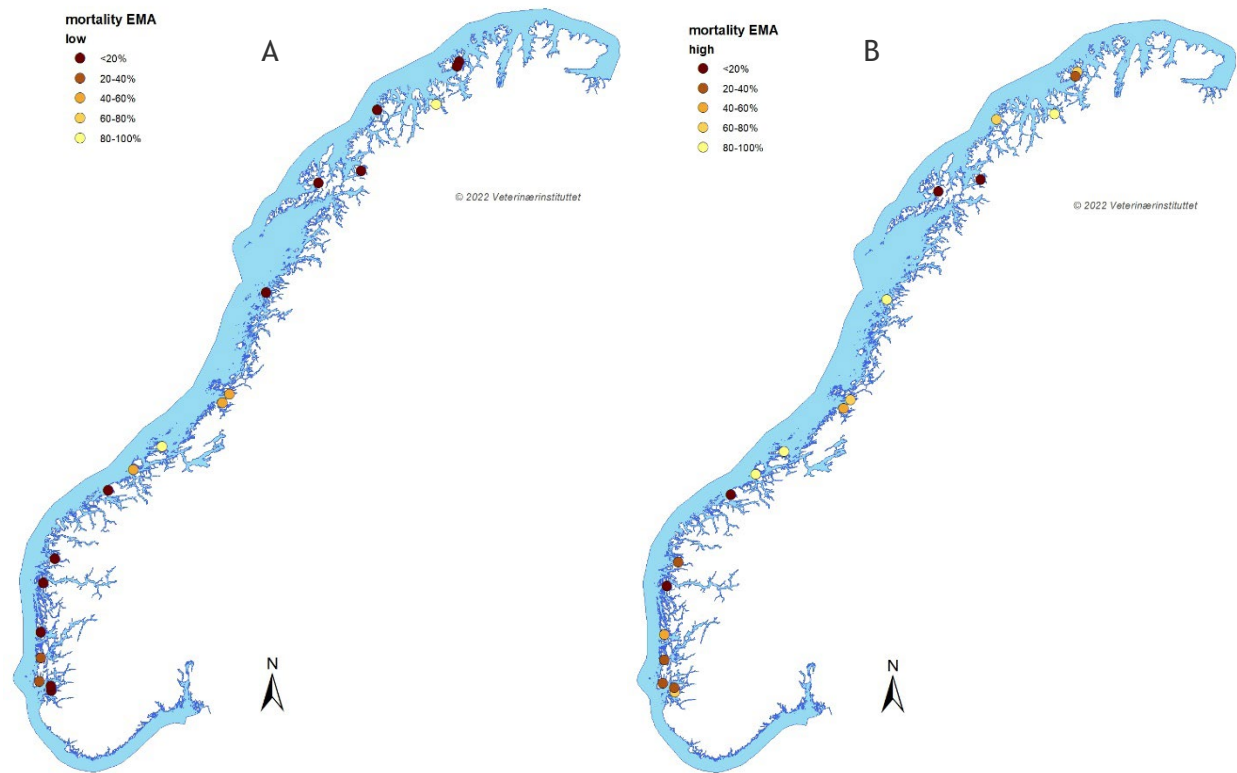 mortality EMA
low
<20%
20-40%
40-60%
60-80%
80-100%
A
© 2022 Veterinærinstituttet
N
mortality EMA
high
<20%
20-40%
40-60%
60-80%
80-100%
B
© 2022 Veterinærinstituttet
N